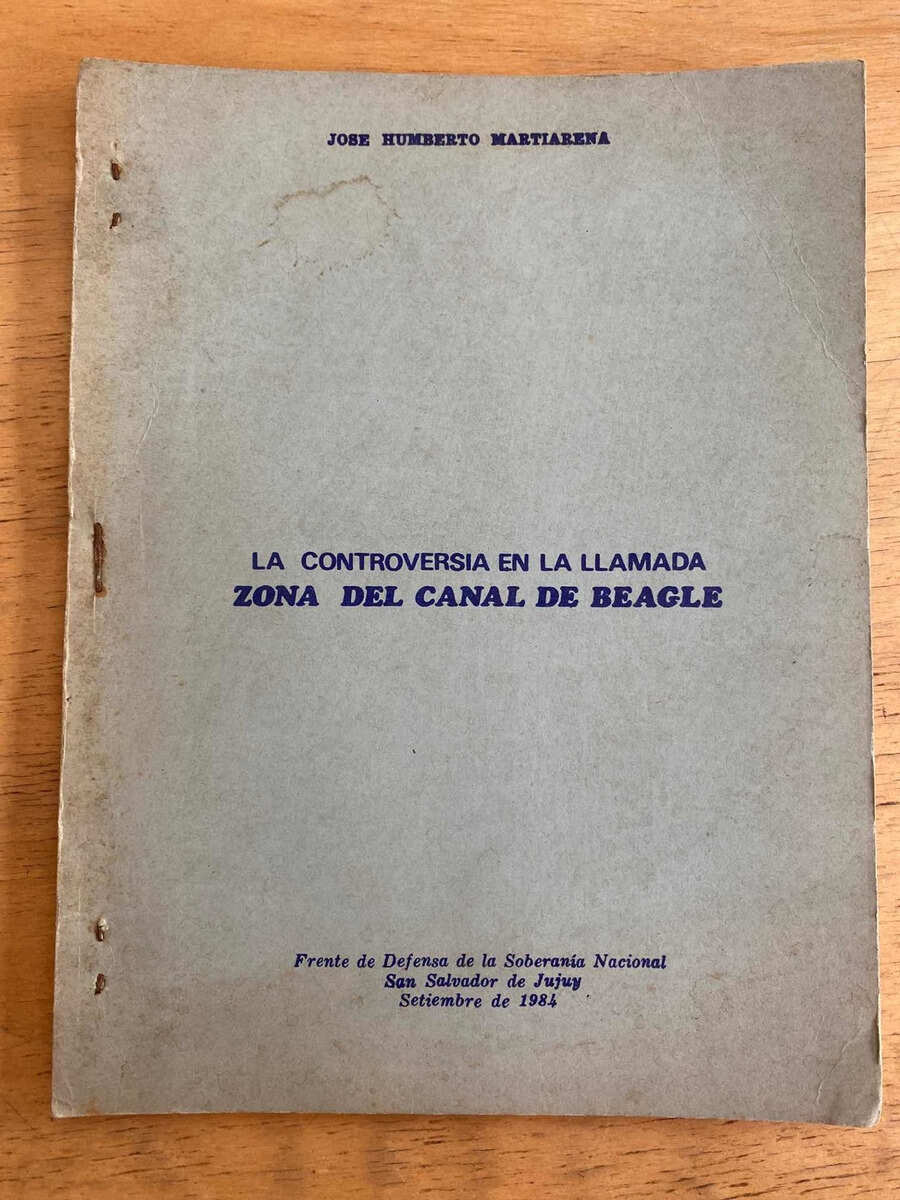 JOSE HUMBERTO MARTIARENA
LA CONTROVERSIA EN LA LLAMADA
ZONA DEL CANAL DE BEAGLE
Frente de Defensa de la Soberanía Nacional
San Salvador de Jujuy
Setiembre de 1984